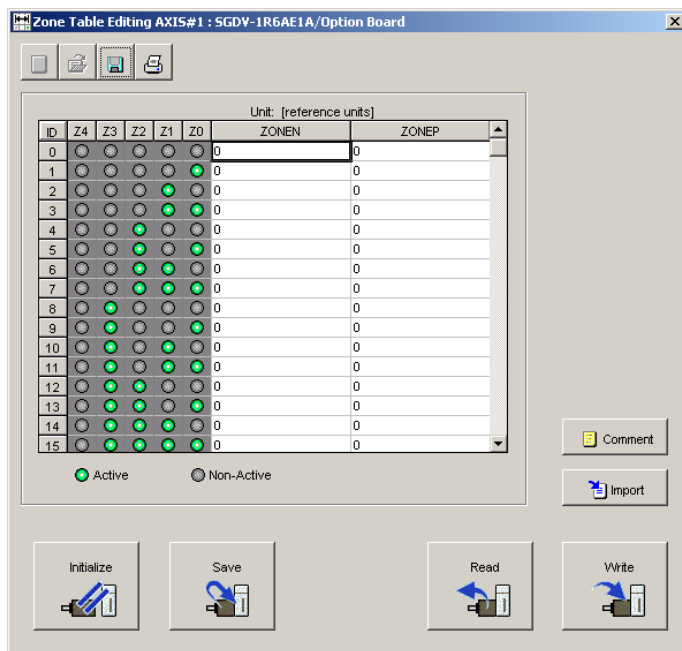 Zone Table Editing AXIS#1 : SGDV-1R6AE1A/Option Board
Unit: [reference units]
ID Z4 Z3 Z2 Z1 Z0 ZONEN ZONEP
0 0 0
1 0 0
2 0 0
3 0 0
4 0 0
5 0 0
6 0 0
7 0 0
8 0 0
9 0 0
10 0 0
11 0 0
12 0 0
13 0 0
14 0 0
15 0 0
Active Non-Active
Comment
Import
Initialize Save Read Write